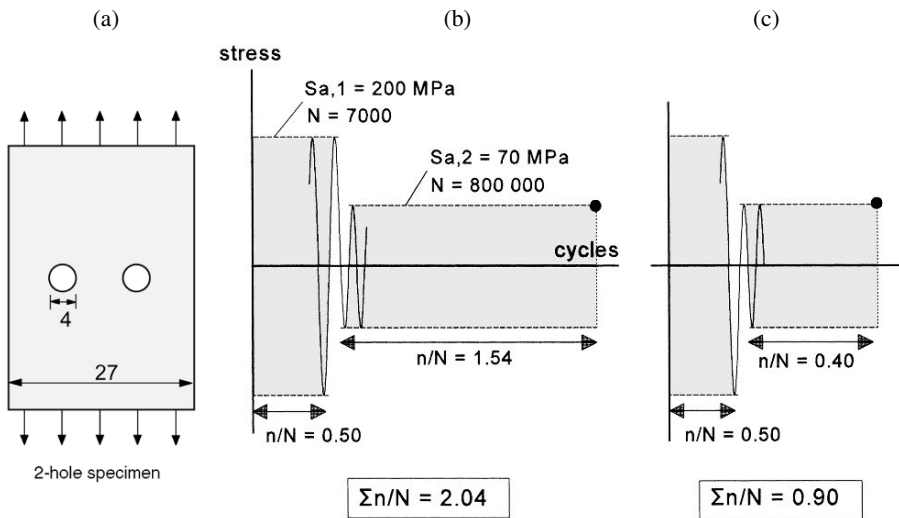 (a)
(b)
(c)
stress
Sa,1 = 200 MPa
N = 7000
Sa,2 = 70 MPa
N = 800 000
cycles
4
27
n/N = 1.54
n/N = 0.40
n/N = 0.50
n/N = 0.50
2-hole specimen
Σn/N = 2.04
Σn/N = 0.90